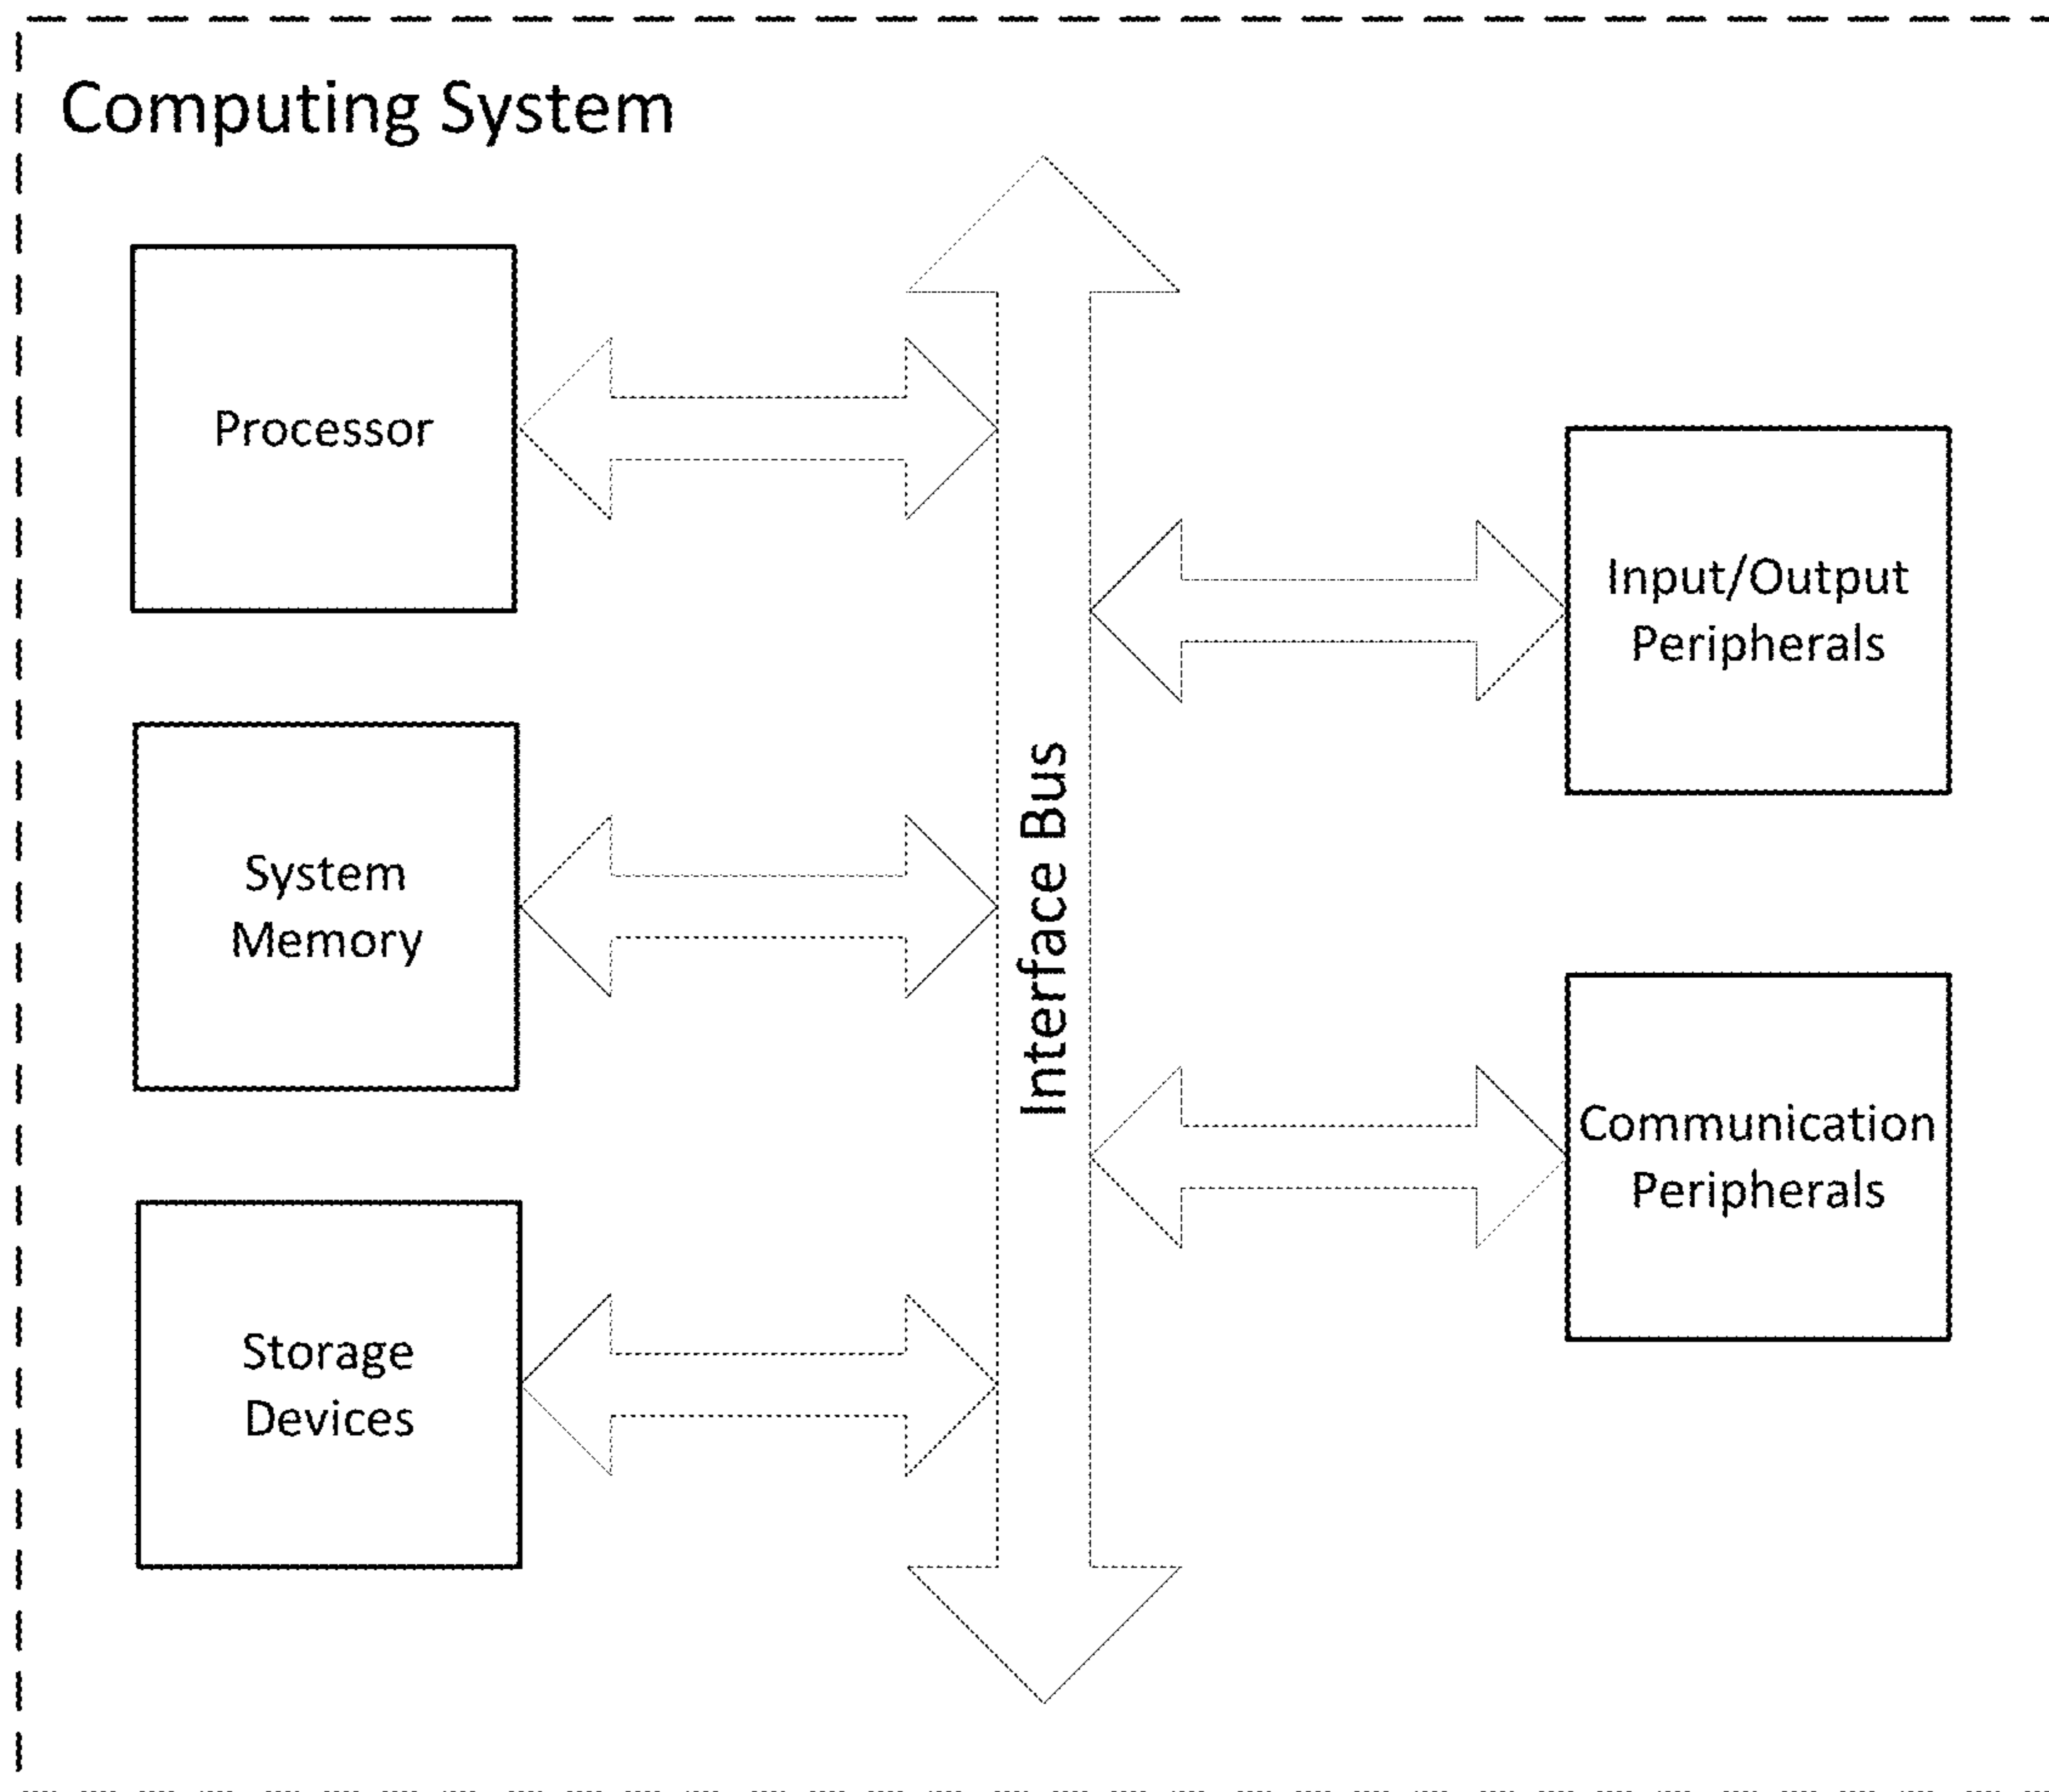 Computing System
Processor
Input/Output
Peripherals
System
Memory
Interface Bus
Communication
Peripherals
Storage
Devices